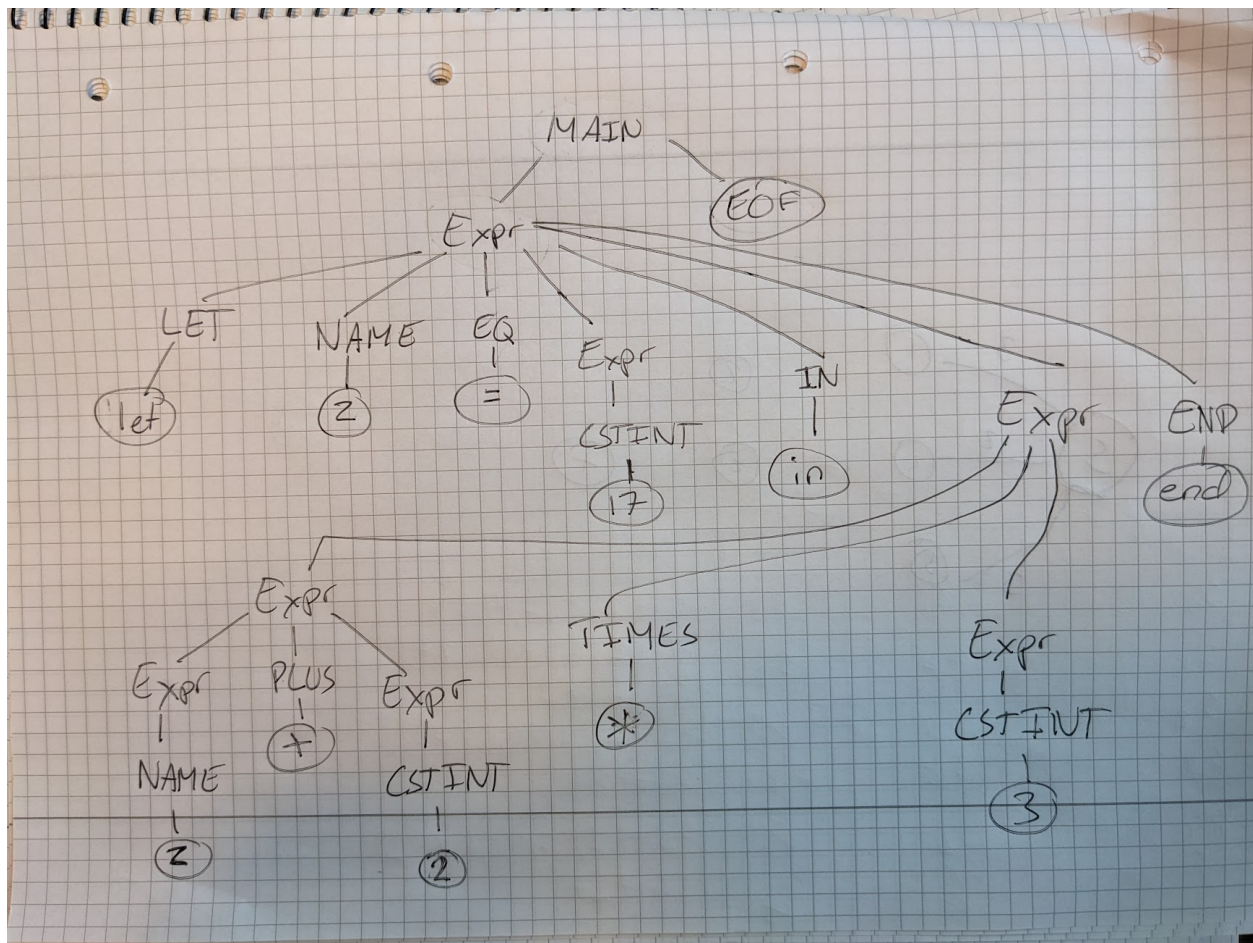 MAIN
EOF
Expr
LET NAME EQ Expr IN Expr END
let z = CSTINT in end
17
Expr TIMES Expr
Expr PLUS Expr * CSTINT
+ 3
NAME CSTINT
z 2